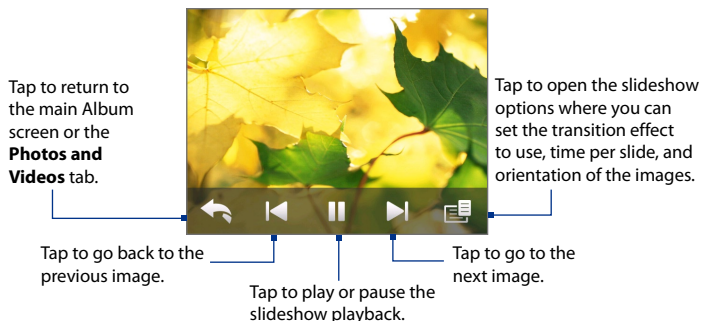 Tap to return to
the main Album
screen or the
Photos and
Videos tab.
Tap to open the slideshow
options where you can
set the transition effect
to use, time per slide, and
orientation of the images.
Tap to go back to the
previous image.
Tap to go to the
next image.
Tap to play or pause the
slideshow playback.